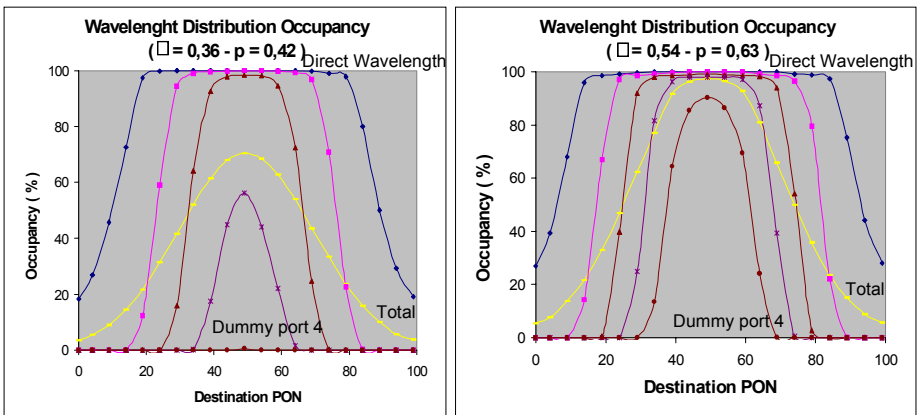 Wavelenght Distribution Occupancy
( □ = 0,36 - p = 0,42 )
Direct Wavelength
100
80
60
40
20
0
Occupancy ( % )
Total
Dummy port 4
0 20 40 60 80 100
Destination PON
Wavelenght Distribution Occupancy
( □ = 0,54 - p = 0,63 )
Direct Wavelength
100
80
60
40
20
0
Occupancy ( % )
Total
Dummy port 4
0 20 40 60 80 100
Destination PON